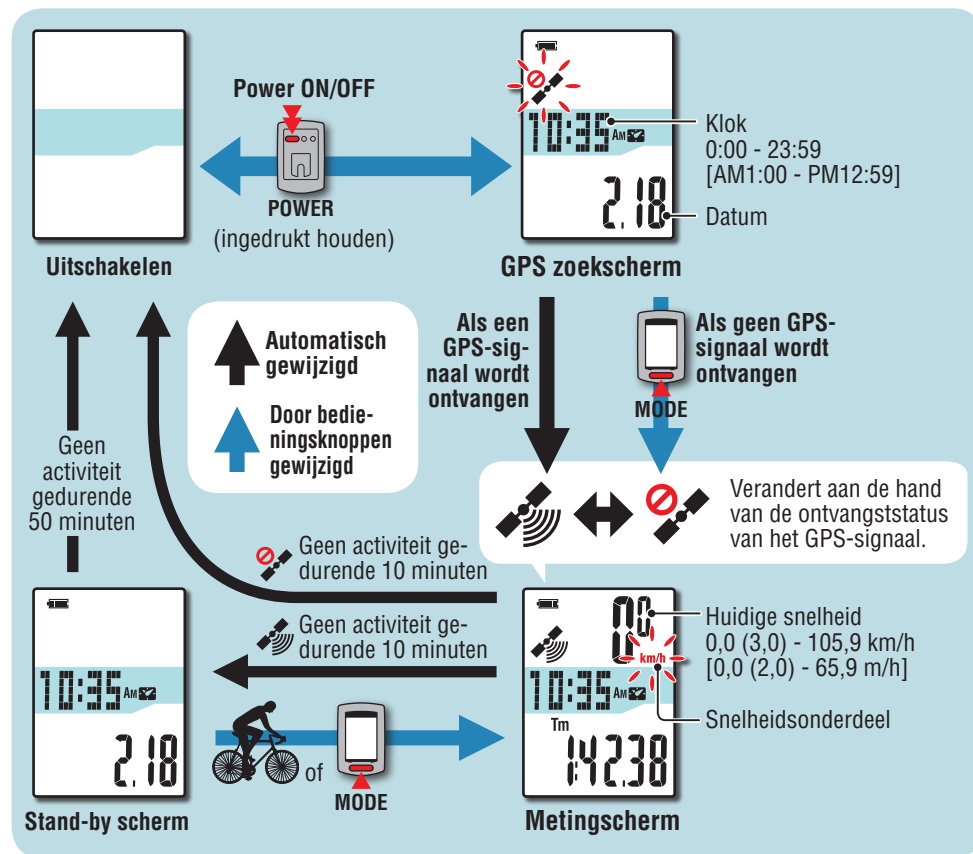 Power ON/OFF
POWER
(ingedrukt houden)
10:35 AM
2.18
Klok
0:00 - 23:59
[AM1:00 - PM12:59]
Datum
Uitschakelen
GPS zoekscherm
Automatisch
gewijzigd
Door bedie-
ningsknoppen
gewijzigd
Als een
GPS-sig-
naal wordt
ontvangen
Als geen GPS-
signaal wordt
ontvangen
MODE
Geen
activiteit
gedurende
50 minuten
Verandert aan de hand
van de ontvangststatus
van het GPS-signaal.
Geen activiteit ge-
durende 10 minuten
Geen activiteit ge-
durende 10 minuten
10:35 AM
2.18
of
MODE
0.0
km/h
10:35 AM
Tm
1:42.38
Huidige snelheid
0,0 (3,0) - 105,9 km/h
[0,0 (2,0) - 65,9 m/h]
Snelheidsonderdeel
Stand-by scherm
Metingscherm